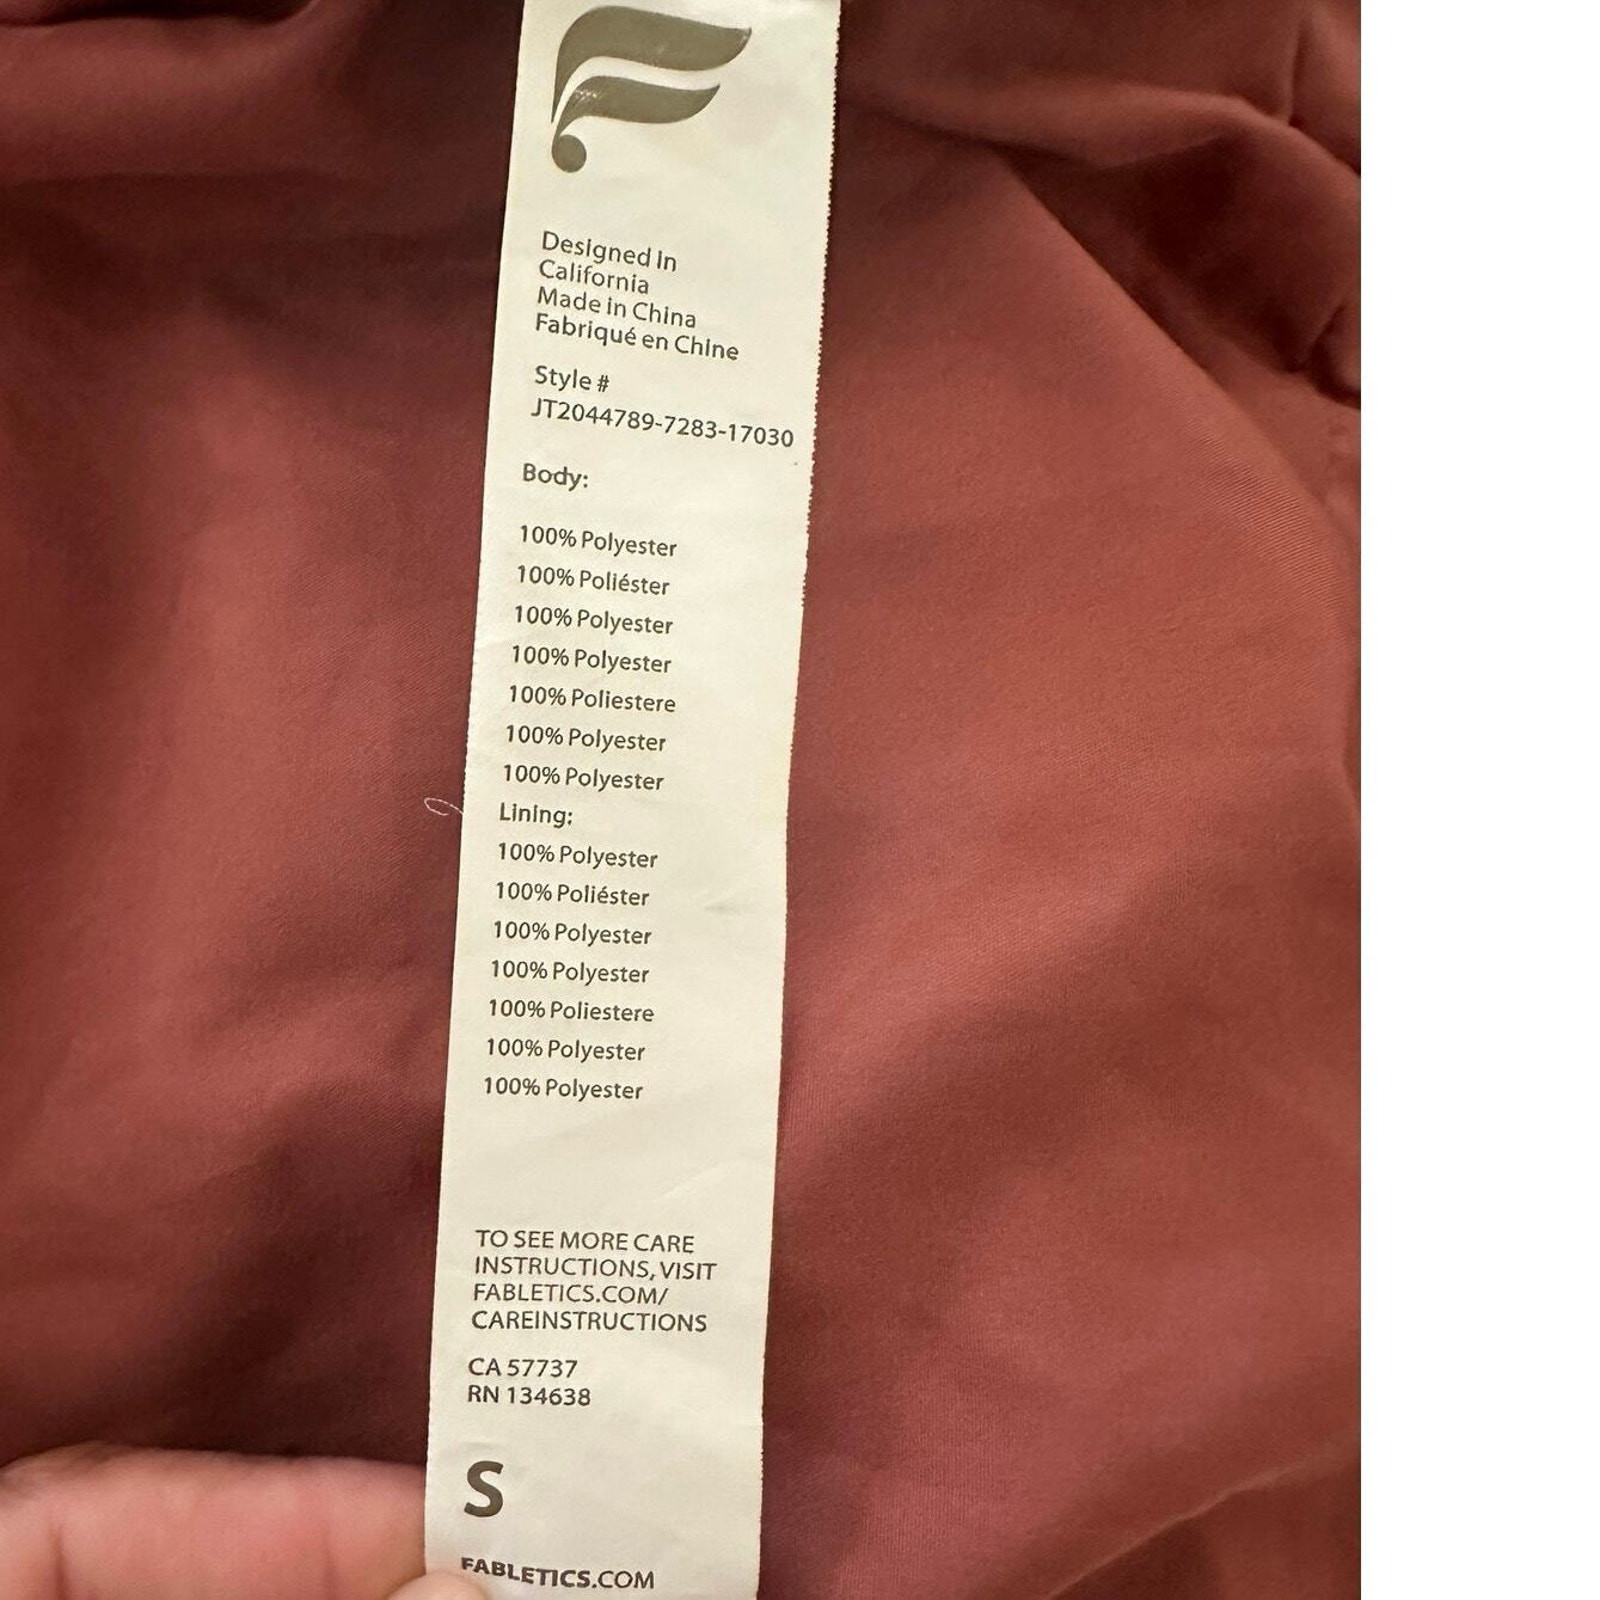 Designed In
California
Made in China
Fabriqué en Chine
Style #
JT2044789-7283-17030
Body:
100% Polyester
100% Poliéster
100% Polyester
100% Polyester
100% Poliestere
100% Polyester
100% Polyester
Lining:
100% Polyester
100% Poliéster
100% Polyester
100% Polyester
100% Poliestere
100% Polyester
100% Polyester
TO SEE MORE CARE
INSTRUCTIONS, VISIT
FABLETICS.COM/
CAREINSTRUCTIONS
CA 57737
RN 134638
S
FABLETICS.COM